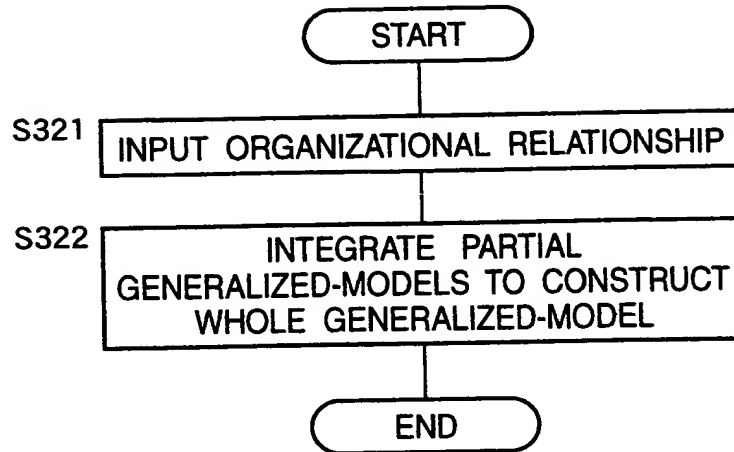 START
S321
INPUT ORGANIZATIONAL RELATIONSHIP
S322
INTEGRATE PARTIAL
GENERALIZED-MODELS TO CONSTRUCT
WHOLE GENERALIZED-MODEL
END